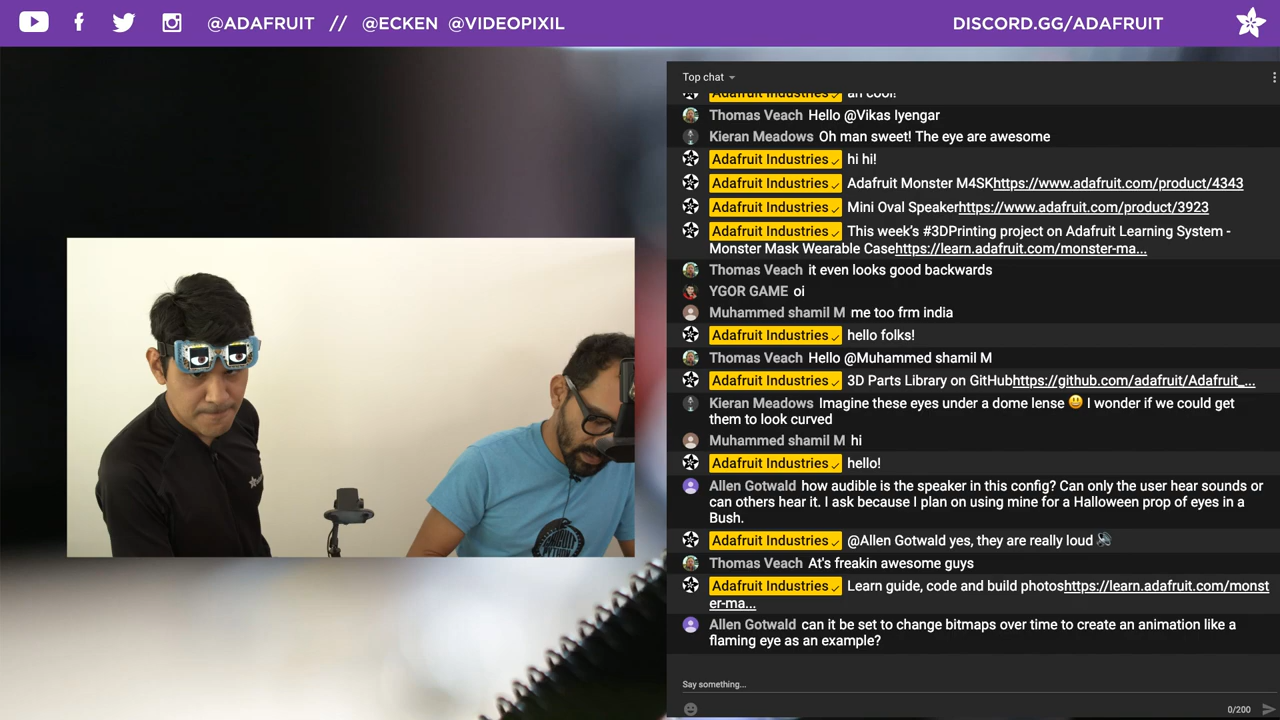 @ADAFRUIT // @ECKEN @VIDEOPIXIL
DISCORD.GG/ADAFRUIT
Top chat
Adafruit Industries ah cool!
Thomas Veach Hello @Vikas Iyengar
Kieran Meadows Oh man sweet! The eye are awesome
Adafruit Industries hi hi!
Adafruit Industries Adafruit Monster M4SKhttps://www.adafruit.com/product/4343
Adafruit Industries Mini Oval Speakerhttps://www.adafruit.com/product/3923
Adafruit Industries This week's #3DPrinting project on Adafruit Learning System -
Monster Mask Wearable Casehttps://learn.adafruit.com/monster-ma...
Thomas Veach it even looks good backwards
YGOR GAME oi
Muhammed shamil M me too frm india
Adafruit Industries hello folks!
Thomas Veach Hello @Muhammed shamil M
Adafruit Industries 3D Parts Library on GitHubhttps://github.com/adafruit/Adafruit_...
Kieran Meadows Imagine these eyes under a dome lense 😃 I wonder if we could get
them to look curved
Muhammed shamil M hi
Adafruit Industries hello!
Allen Gotwald how audible is the speaker in this config? Can only the user hear sounds or
can others hear it. I ask because I plan on using mine for a Halloween prop of eyes in a
Bush.
Adafruit Industries @Allen Gotwald yes, they are really loud 🔊
Thomas Veach At's freakin awesome guys
Adafruit Industries Learn guide, code and build photoshttps://learn.adafruit.com/monst
er-ma...
Allen Gotwald can it be set to change bitmaps over time to create an animation like a
flaming eye as an example?
Say something...
0/200